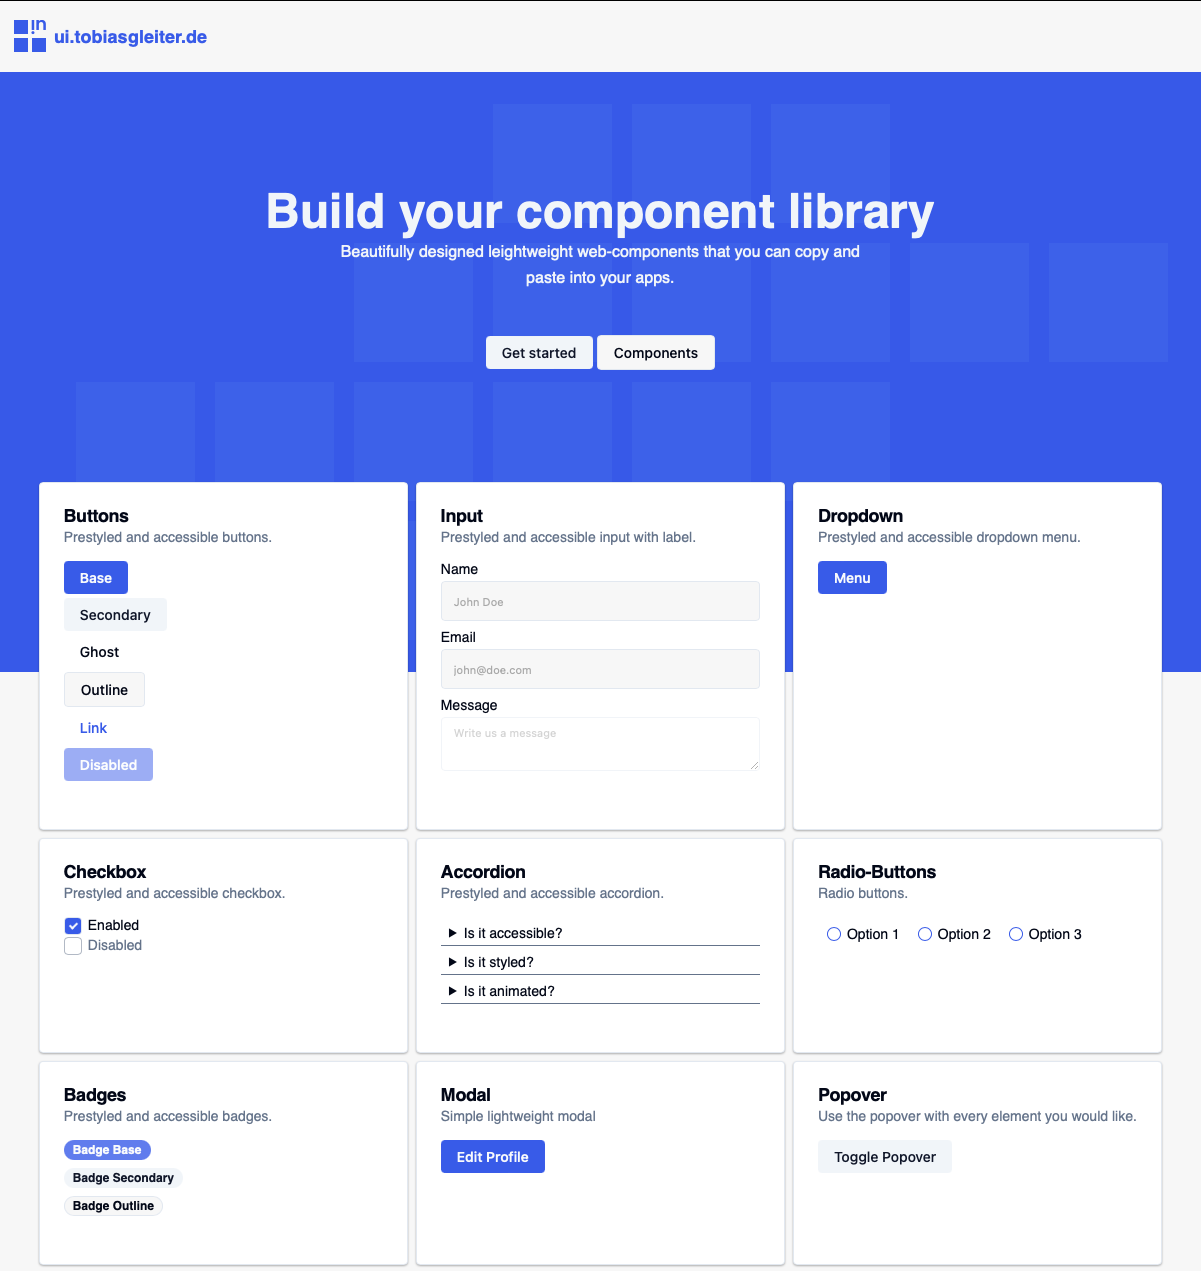 in
ui.tobiasgleiter.de
Build your component library
Beautifully designed leightweight web-components that you can copy and
paste into your apps.
Get started
Components
Buttons
Prestyled and accessible buttons.
Base
Secondary
Ghost
Outline
Link
Disabled
Input
Prestyled and accessible input with label.
Name
John Doe
Email
john@doe.com
Message
Write us a message
Dropdown
Prestyled and accessible dropdown menu.
Menu
Checkbox
Prestyled and accessible checkbox.
Enabled
Disabled
Accordion
Prestyled and accessible accordion.
Is it accessible?
Is it styled?
Is it animated?
Radio-Buttons
Radio buttons.
Option 1 Option 2 Option 3
Badges
Prestyled and accessible badges.
Badge Base
Badge Secondary
Badge Outline
Modal
Simple lightweight modal
Edit Profile
Popover
Use the popover with every element you would like.
Toggle Popover